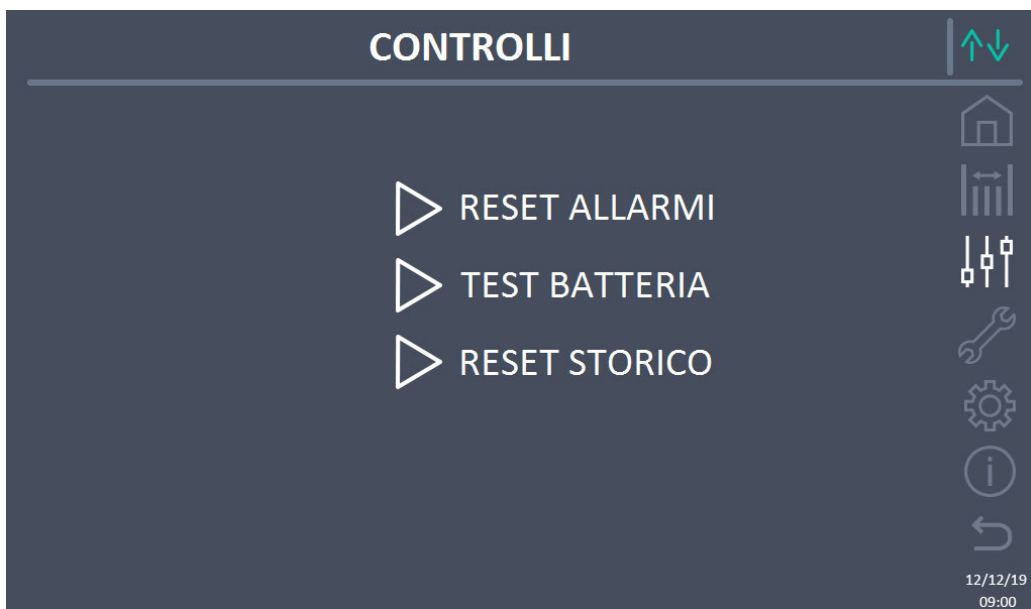 CONTROLLI
RESET ALLARMI
TEST BATTERIA
RESET STORICO
12/12/19
09:00